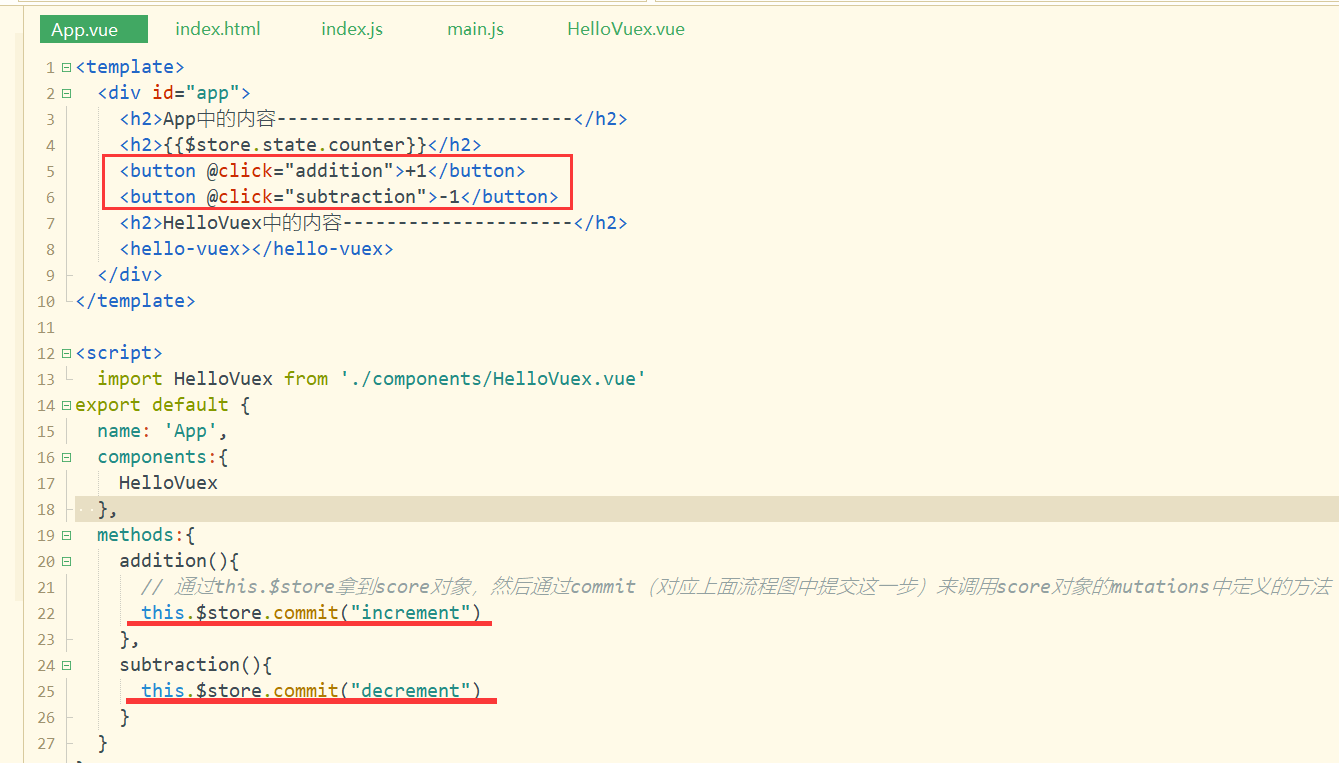 App.vue index.html index.js main.js HelloVuex.vue
1 <template>
2 <div id="app">
3 <h2>App中的内容---------------------------</h2>
4 <h2>{{$store.state.counter}}</h2>
5 <button @click="addition">+1</button>
6 <button @click="subtraction">-1</button>
7 <h2>HelloVuex中的内容---------------------</h2>
8 <hello-vuex></hello-vuex>
9 </div>
10 </template>
11
12 <script>
13 import HelloVuex from './components/HelloVuex.vue'
14 export default {
15 name: 'App',
16 components:{
17 HelloVuex
18 },
19 methods:{
20 addition(){
21 // 通过this.$store拿到score对象，然后通过commit（对应上面流程图中提交这一步）来调用score对象的mutations中定义的方法
22 this.$store.commit("increment")
23 },
24 subtraction(){
25 this.$store.commit("decrement")
26 }
27 }